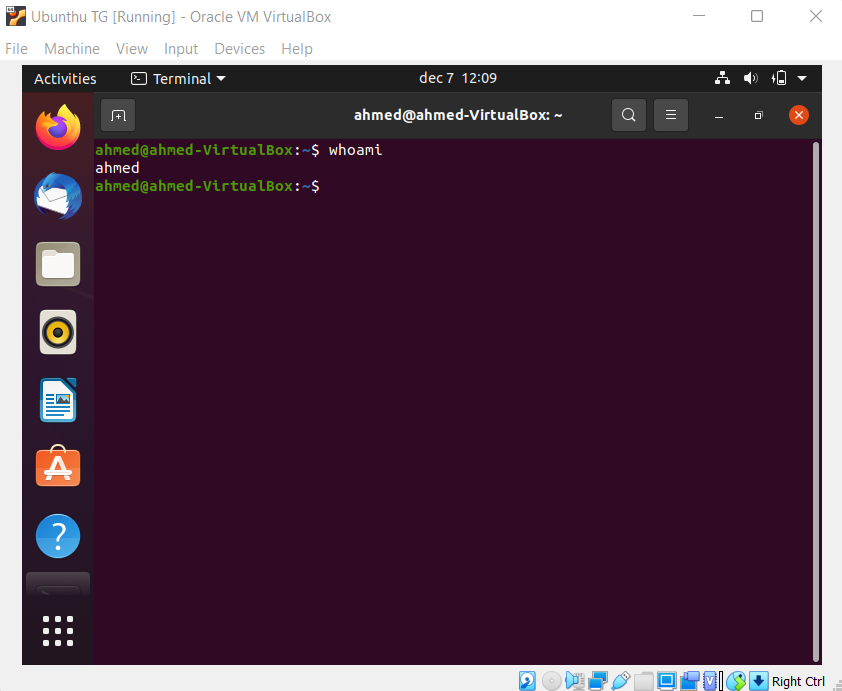 Ubunthu TG [Running] - Oracle VM VirtualBox
File Machine View Input Devices Help
Activities Terminal dec 7 12:09
ahmed@ahmed-VirtualBox: ~
ahmed@ahmed-VirtualBox:~$ whoami
ahmed
ahmed@ahmed-VirtualBox:~$
?
Right Ctrl